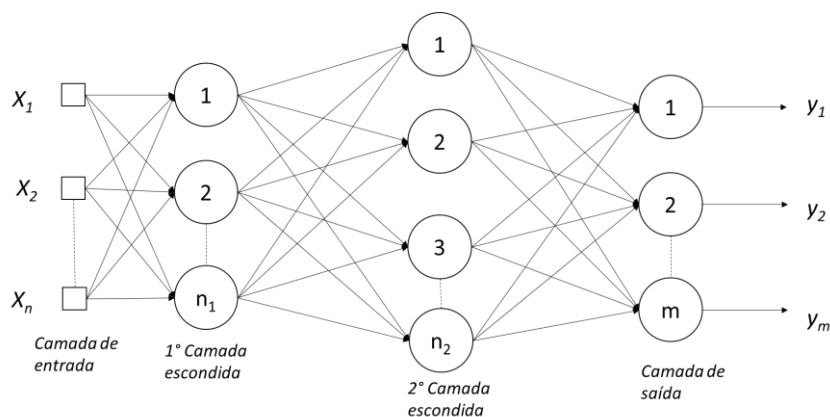 X₁
X₂
Xₙ
Camada de
entrada
1
2
n₁
1° Camada
escondida
1
2
3
n₂
2° Camada
escondida
1
2
m
Camada de
saída
y₁
y₂
yₘ